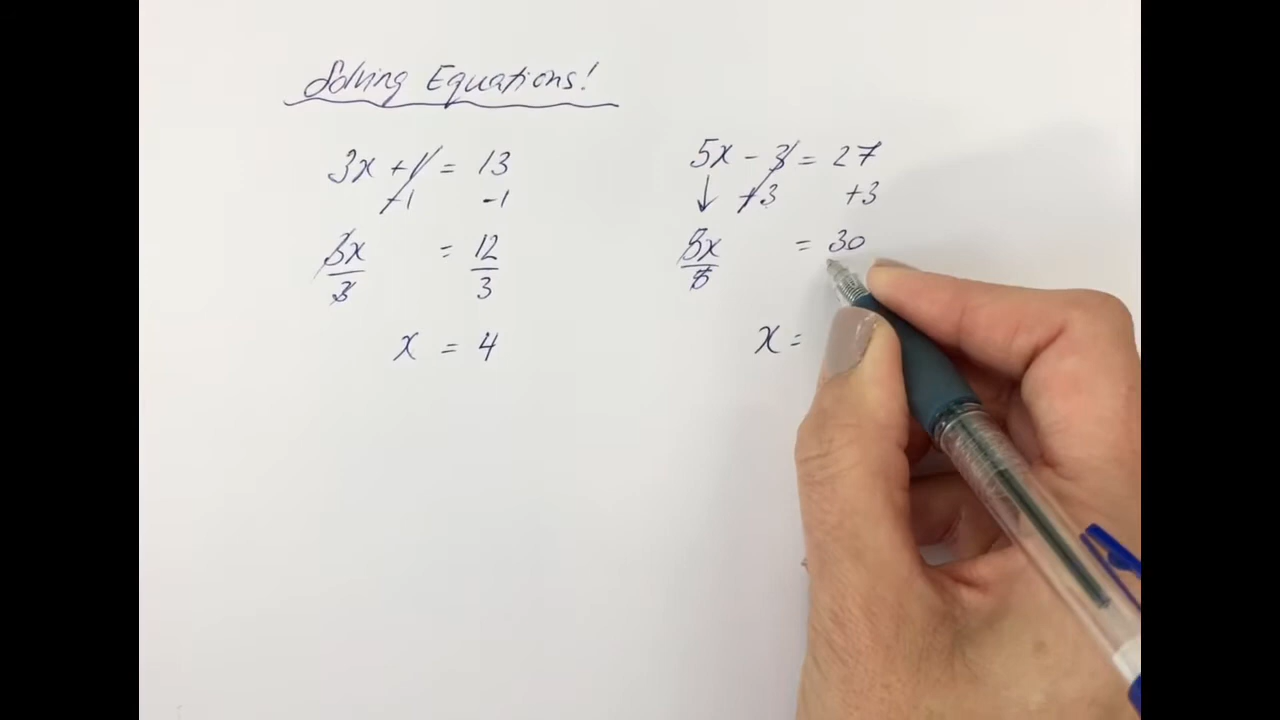 Solving Equations!
3x + 1 = 13
-1 -1
3x = 12
3 3
x = 4
5x - 3 = 27
+3 +3
5x = 30
5
x =